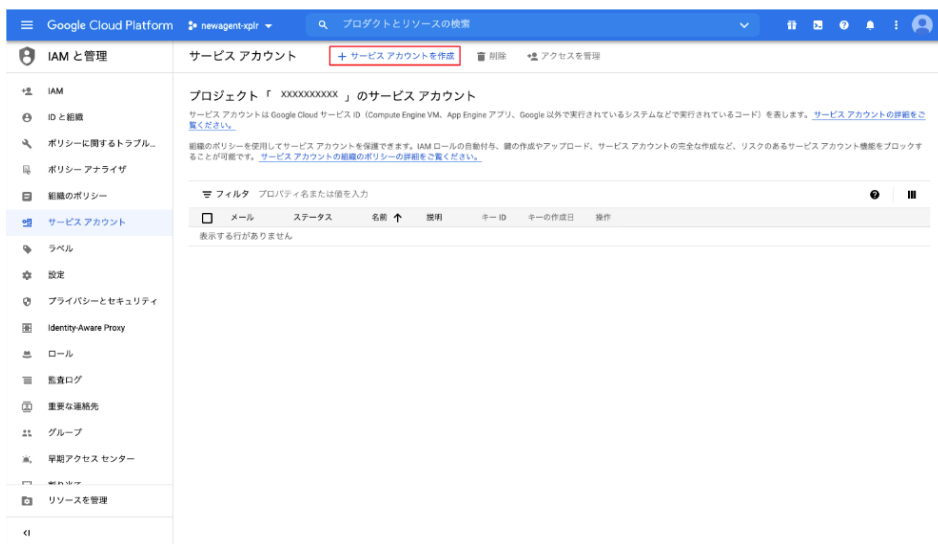 Google Cloud Platform
newagent-xplr
プロダクトとリソースの検索
IAM と管理
サービス アカウント
サービス アカウントを作成
削除
アクセスを管理
IAM
ID と組織
ポリシーに関するトラブル...
ポリシー アナライザ
組織のポリシー
サービス アカウント
ラベル
設定
プライバシーとセキュリティ
Identity-Aware Proxy
ロール
監査ログ
重要な連絡先
グループ
早期アクセス センター
リソースを管理
プロジェクト「 XXXXXXXXXX 」のサービス アカウント
サービス アカウントは Google Cloud サービス ID（Compute Engine VM、App Engine アプリ、Google 以外で実行されているシステムなどで実行されているコード）を表します。サービス アカウントの詳細をご
覧ください。
組織のポリシーを使用してサービス アカウントを保護できます。IAM ロールの自動付与、鍵の作成やアップロード、サービス アカウントの完全な作成など、リスクのあるサービス アカウント機能をブロックす
ることが可能です。サービス アカウントの組織のポリシーの詳細をご覧ください。
フィルタ プロパティ名または値を入力
メール ステータス 名前 説明 キー ID キーの作成日 操作
表示する行がありません